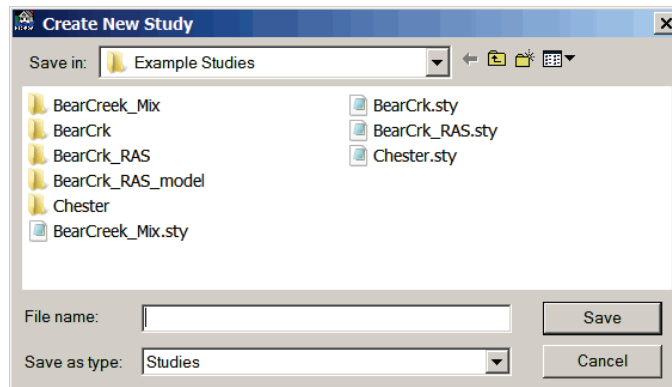 Create New Study
Save in: Example Studies
BearCreek_Mix
BearCrk
BearCrk_RAS
BearCrk_RAS_model
Chester
BearCreek_Mix.sty
BearCrk.sty
BearCrk_RAS.sty
Chester.sty
File name:
Save
Save as type: Studies
Cancel